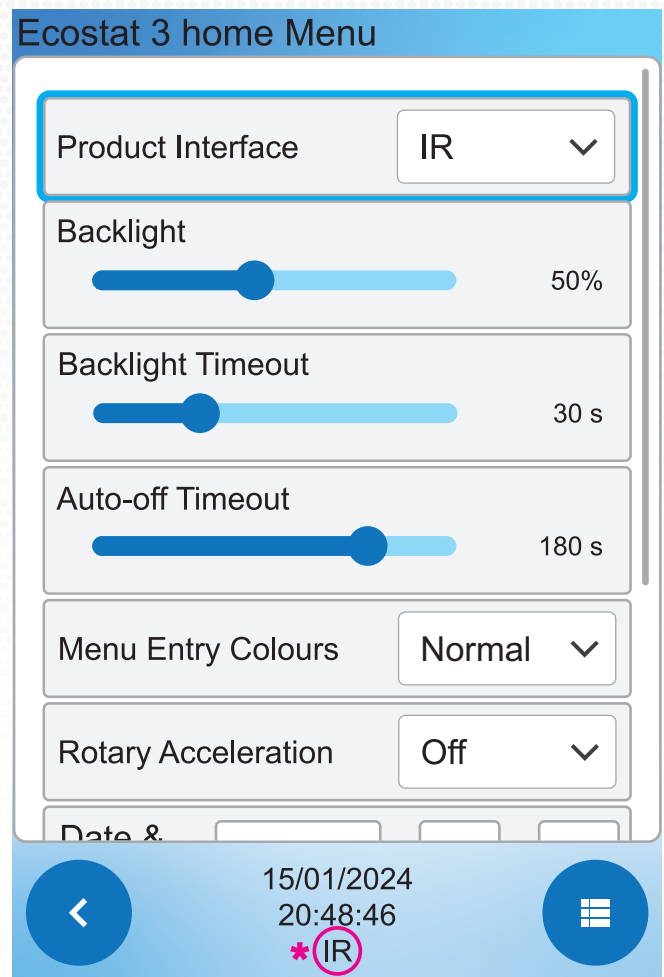 Ecostat 3 home Menu
Product Interface IR
Backlight
50%
Backlight Timeout
30 s
Auto-off Timeout
180 s
Menu Entry Colours Normal
Rotary Acceleration Off
Date &
15/01/2024
20:48:46
* IR